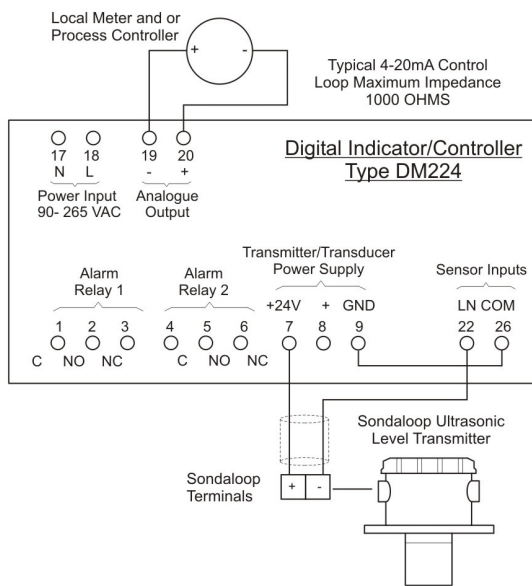 Local Meter and or
Process Controller
+ -
Typical 4-20mA Control
Loop Maximum Impedance
1000 OHMS
17 18 19 20
N L - +
Power Input
90- 265 VAC
Analogue
Output
Digital Indicator/Controller
Type DM224
Alarm
Relay 1
Alarm
Relay 2
Transmitter/Transducer
Power Supply
Sensor Inputs
+24V + GND
LN COM
1 2 3 4 5 6 7 8 9 22 26
C NO NC C NO NC
Sondaloop Ultrasonic
Level Transmitter
Sondaloop
Terminals
+ -